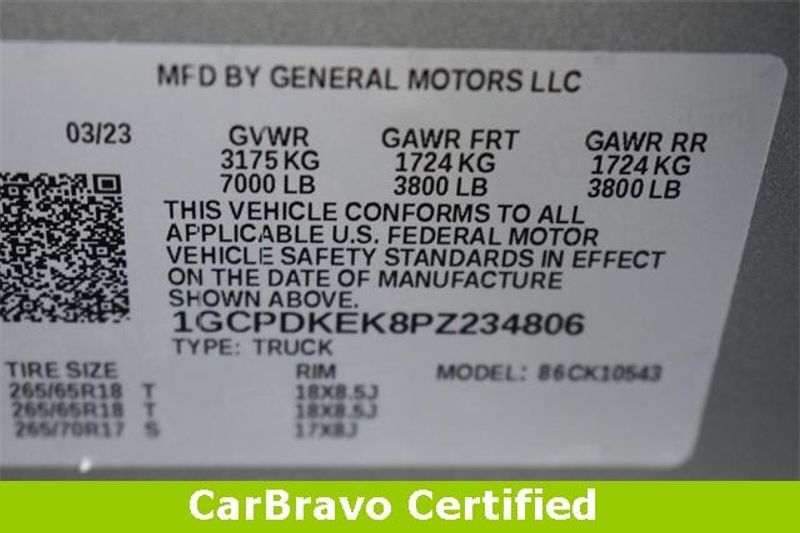 MFD BY GENERAL MOTORS LLC
03/23 GVWR GAWR FRT GAWR RR
3175 KG 1724 KG 1724 KG
7000 LB 3800 LB 3800 LB
THIS VEHICLE CONFORMS TO ALL
APPLICABLE U.S. FEDERAL MOTOR
VEHICLE SAFETY STANDARDS IN EFFECT
ON THE DATE OF MANUFACTURE
SHOWN ABOVE.
1GCPDKEK8PZ234806
TYPE: TRUCK
TIRE SIZE RIM MODEL: 86CK10543
265/65R18 T 18X8.5J
265/65R18 T 18X8.5J
265/70R17 S 17X8J
CarBravo Certified